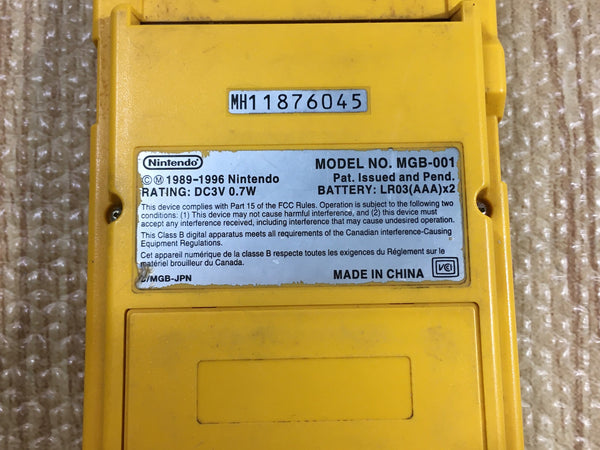 MH11876045
Nintendo
MODEL NO. MGB-001
©Ⓜ 1989-1996 Nintendo
Pat. Issued and Pend.
RATING: DC3V 0.7W
BATTERY: LR03(AAA)x2
This device complies with Part 15 of the FCC Rules. Operation is subject to the following two
conditions: (1) This device may not cause harmful interference, and (2) this device must
accept any interference received, including interference that may cause undesired operation.
This Class B digital apparatus meets all requirements of the Canadian interference-Causing
Equipment Regulations.
Cet appareil numérique de la classe B respecte toutes les exigences du Règlement sur le
matériel brouilleur du Canada.
/MGB-JPN
MADE IN CHINA